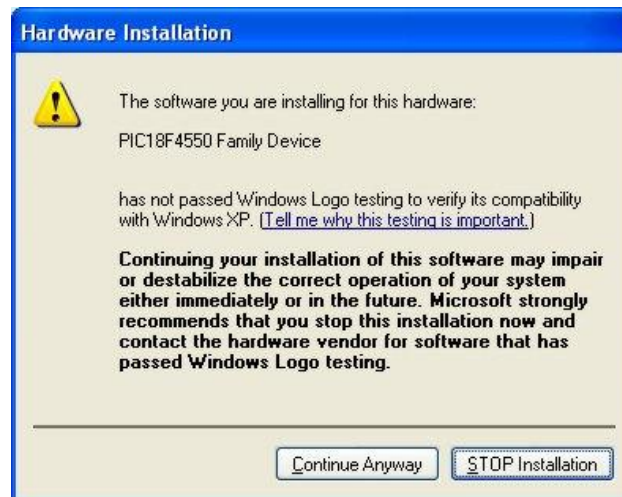 Hardware Installation
The software you are installing for this hardware:
PIC18F4550 Family Device
has not passed Windows Logo testing to verify its compatibility
with Windows XP. (Tell me why this testing is important.)
Continuing your installation of this software may impair
or destabilize the correct operation of your system
either immediately or in the future. Microsoft strongly
recommends that you stop this installation now and
contact the hardware vendor for software that has
passed Windows Logo testing.
Continue Anyway
STOP Installation